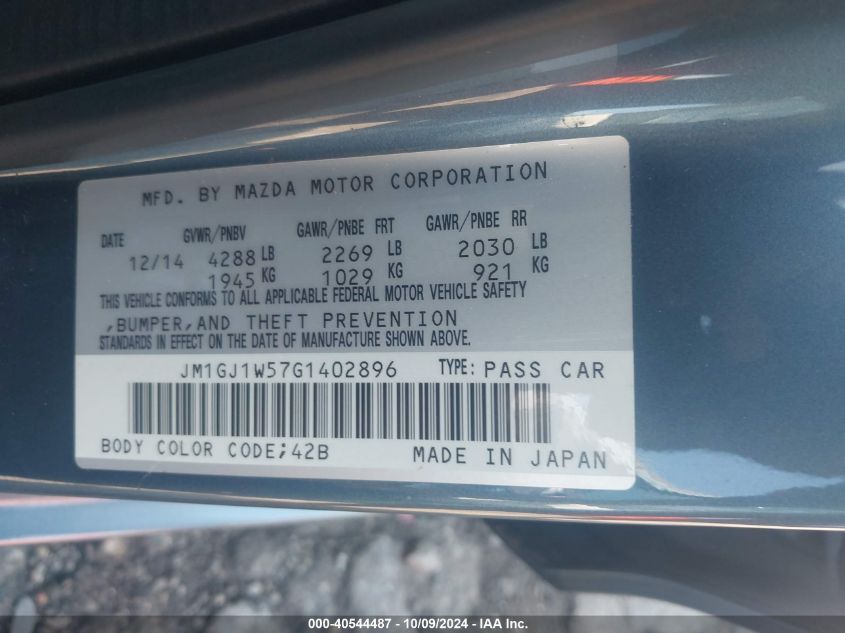 MFD. BY MAZDA MOTOR CORPORATION
DATE GVWR/PNBV GAWR/PNBE FRT GAWR/PNBE RR
12/14 4288 LB 2269 LB 2030 LB
1945 KG 1029 KG 921 KG
THIS VEHICLE CONFORMS TO ALL APPLICABLE FEDERAL MOTOR VEHICLE SAFETY
,BUMPER,AND THEFT PREVENTION
STANDARDS IN EFFECT ON THE DATE OF MANUFACTURE SHOWN ABOVE.
JM1GJ1W57G1402896 TYPE: PASS CAR
BODY COLOR CODE;42B MADE IN JAPAN
000-40544487 - 10/09/2024 - IAA Inc.